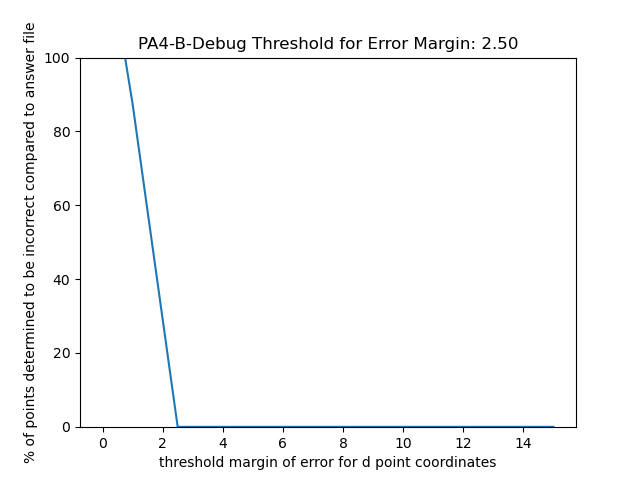 PA4-B-Debug Threshold for Error Margin: 2.50
% of points determined to be incorrect compared to answer file
100
80
60
40
20
0
0 2 4 6 8 10 12 14
threshold margin of error for d point coordinates